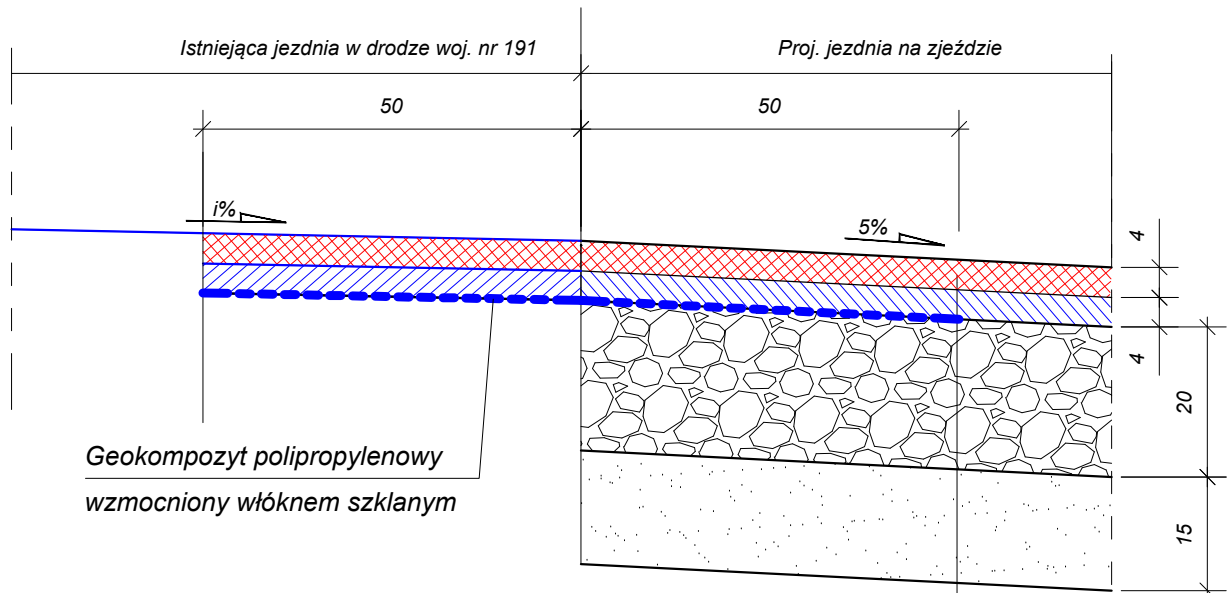 Istniejąca jezdnia w drodze woj. nr 191
Proj. jezdnia na zjeździe
50
50
i%
5%
4
4
20
15
Geokompozyt polipropylenowy
wzmocniony włóknem szklanym